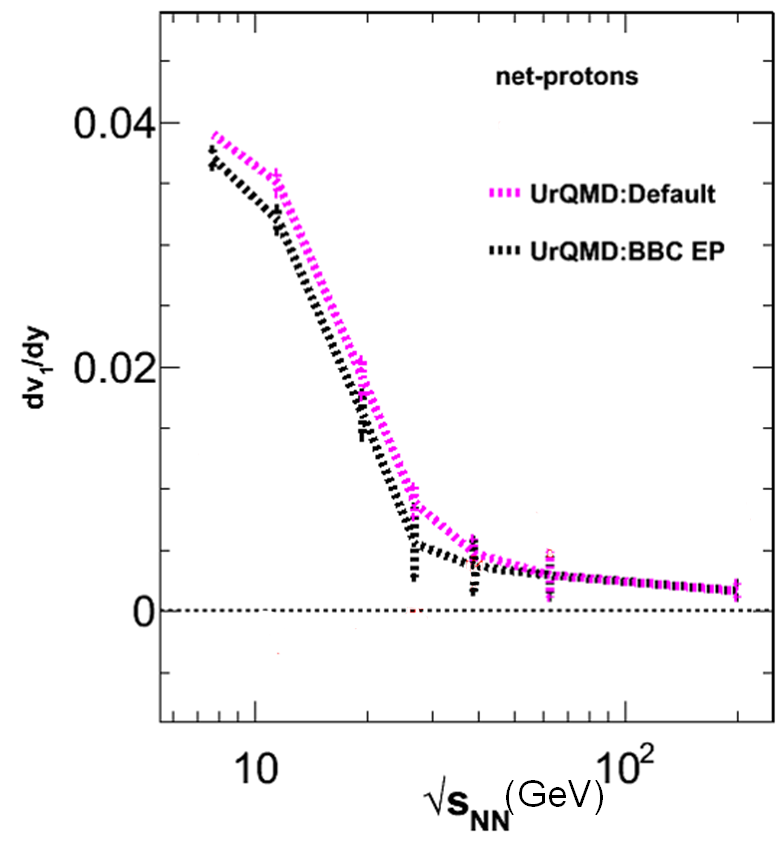 net-protons
0.04
UrQMD:Default
UrQMD:BBC EP
dv₁/dy
0.02
0
10
10²
√sNN(GeV)